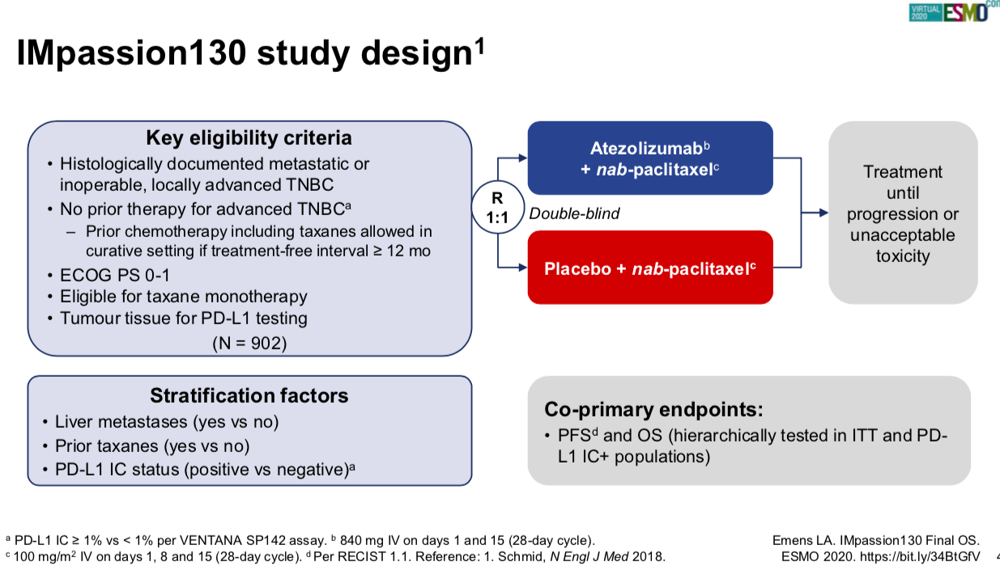 VIRTUAL
2020
ESMO
con
IMpassion130 study design¹
Key eligibility criteria
• Histologically documented metastatic or
inoperable, locally advanced TNBC
• No prior therapy for advanced TNBCᵃ
– Prior chemotherapy including taxanes allowed in
curative setting if treatment-free interval ≥ 12 mo
• ECOG PS 0-1
• Eligible for taxane monotherapy
• Tumour tissue for PD-L1 testing
(N = 902)
R
1:1
Double-blind
Atezolizumabᵇ
+ nab-paclitaxelᶜ
Placebo + nab-paclitaxelᶜ
Treatment
until
progression or
unacceptable
toxicity
Stratification factors
• Liver metastases (yes vs no)
• Prior taxanes (yes vs no)
• PD-L1 IC status (positive vs negative)ᵃ
Co-primary endpoints:
• PFSᵈ and OS (hierarchically tested in ITT and PD-
L1 IC+ populations)
ᵃ PD-L1 IC ≥ 1% vs < 1% per VENTANA SP142 assay. ᵇ 840 mg IV on days 1 and 15 (28-day cycle).
ᶜ 100 mg/m² IV on days 1, 8 and 15 (28-day cycle). ᵈ Per RECIST 1.1. Reference: 1. Schmid, N Engl J Med 2018.
Emens LA. IMpassion130 Final OS.
ESMO 2020. https://bit.ly/34BtGfV